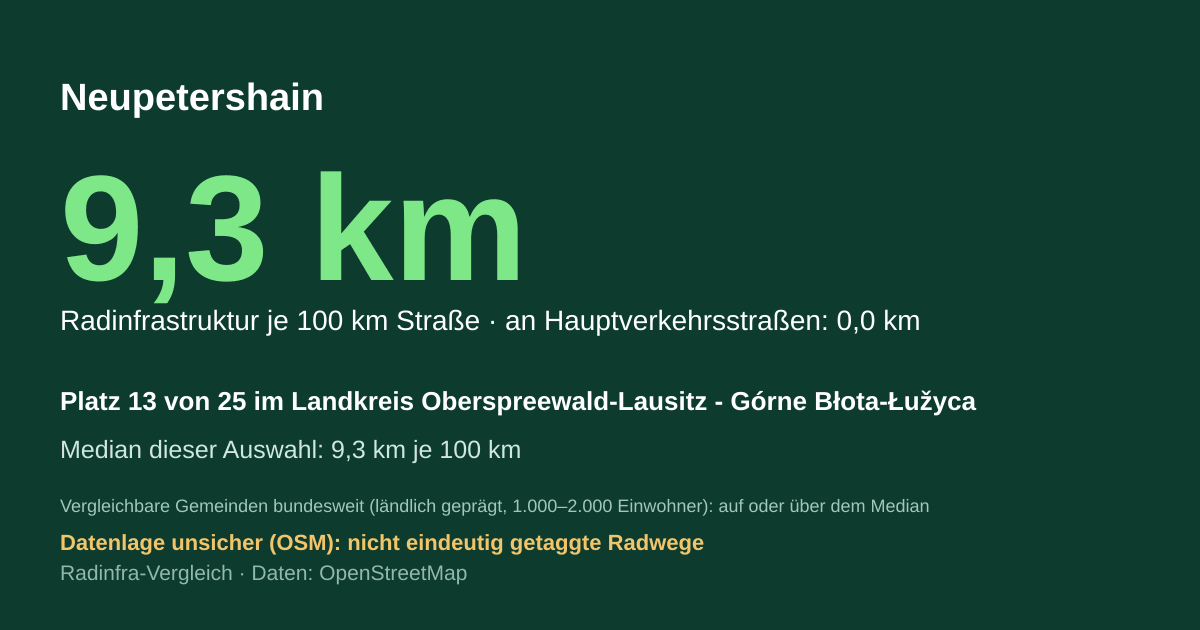 Neupetershain
9,3 km
Radinfrastruktur je 100 km Straße · an Hauptverkehrsstraßen: 0,0 km
Platz 13 von 25 im Landkreis Oberspreewald-Lausitz - Górne Błota-Łužyca
Median dieser Auswahl: 9,3 km je 100 km
Vergleichbare Gemeinden bundesweit (ländlich geprägt, 1.000–2.000 Einwohner): auf oder über dem Median
Datenlage unsicher (OSM): nicht eindeutig getaggte Radwege
Radinfra-Vergleich · Daten: OpenStreetMap